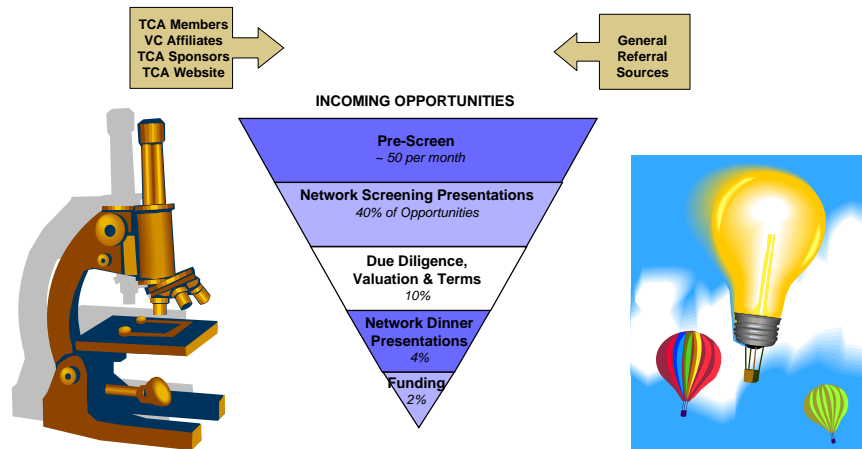 TCA Members
VC Affiliates
TCA Sponsors
TCA Website
General
Referral
Sources
INCOMING OPPORTUNITIES
Pre-Screen
~ 50 per month
Network Screening Presentations
40% of Opportunities
Due Diligence,
Valuation & Terms
10%
Network Dinner
Presentations
4%
Funding
2%